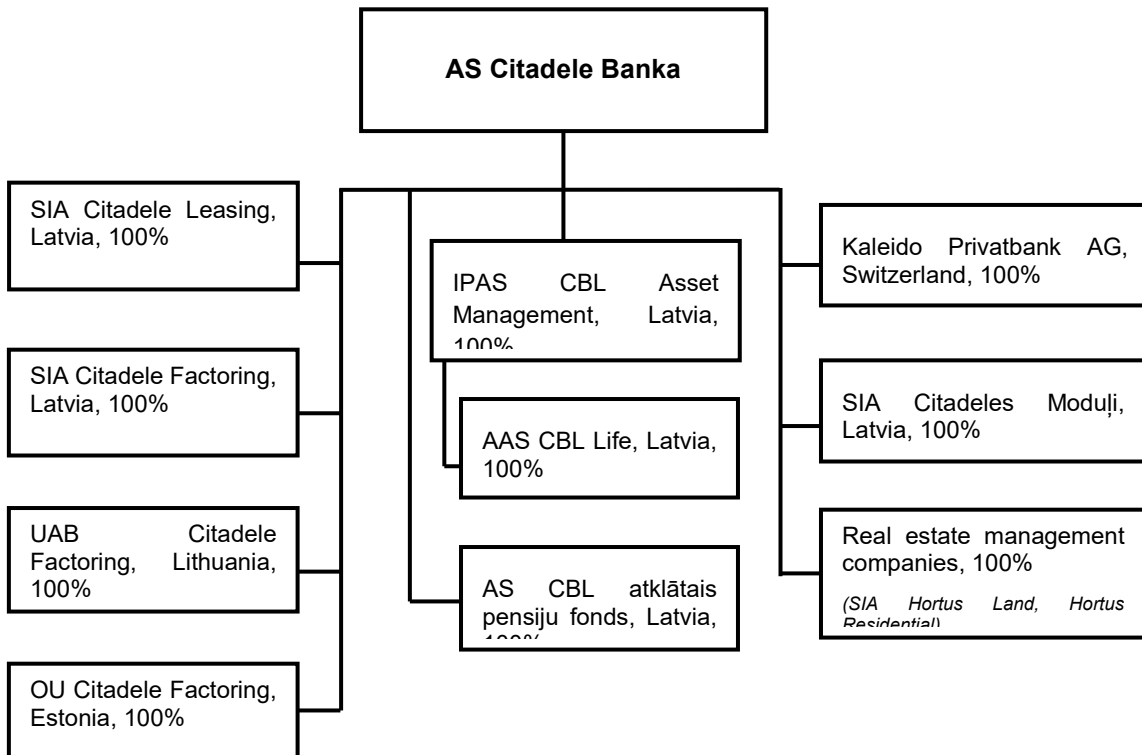 AS Citadele Banka
SIA Citadele Leasing,
Latvia, 100%
SIA Citadele Factoring,
Latvia, 100%
UAB Citadele
Factoring, Lithuania,
100%
OU Citadele Factoring,
Estonia, 100%
IPAS CBL Asset
Management, Latvia,
100%
AAS CBL Life, Latvia,
100%
AS CBL atklātais
pensiju fonds, Latvia,
100%
Kaleido Privatbank AG,
Switzerland, 100%
SIA Citadeles Moduļi,
Latvia, 100%
Real estate management
companies, 100%
(SIA Hortus Land, Hortus
Residential)